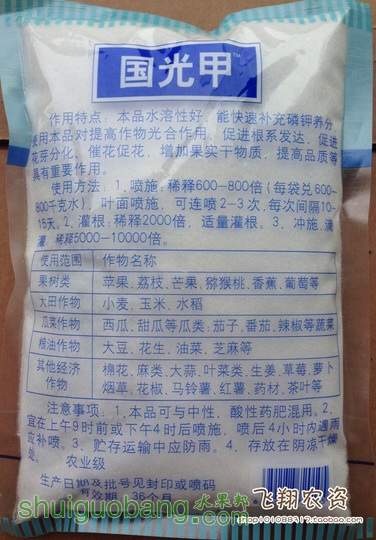 国光甲™
作用特点：本品水溶性好，能快速补充磷钾养分
使用本品对提高作物光合作用，促进根系发达，促进
花芽分化，催花促花，增加果实干物质，提高品质等
具有重要作用。
使用方法：1、喷施：稀释600-800倍（每袋兑600-
800千克水），叶面喷施，可连喷2-3次，每次间隔10-
15天。2、灌根：稀释2000倍，适量灌根。3、冲施、滴
灌：稀释5000-10000倍。
使用范围 作物名称
果树类 苹果、荔枝、芒果、猕猴桃、香蕉、葡萄等
大田作物 小麦、玉米、水稻
瓜菜作物 西瓜、甜瓜等瓜类、茄子、番茄、辣椒等蔬菜
粮油作物 大豆、花生、油菜、芝麻等
其他经济作物 棉花、麻类、大蒜、叶菜类、生姜、草莓、萝卜
烟草、花椒、马铃薯、红薯、药材、茶叶等
注意事项：1、本品可与中性、酸性药肥混用。2、
宜在上午9时前或下午4时后喷施，喷后4小时内遇雨
应补喷。3、贮存运输中应防雨。4、存放在阴凉干燥
处。
农业级
生产日期及批号见封印或喷码
有效期：36个月
水果邦
shuiguobang.com
飞翔农资